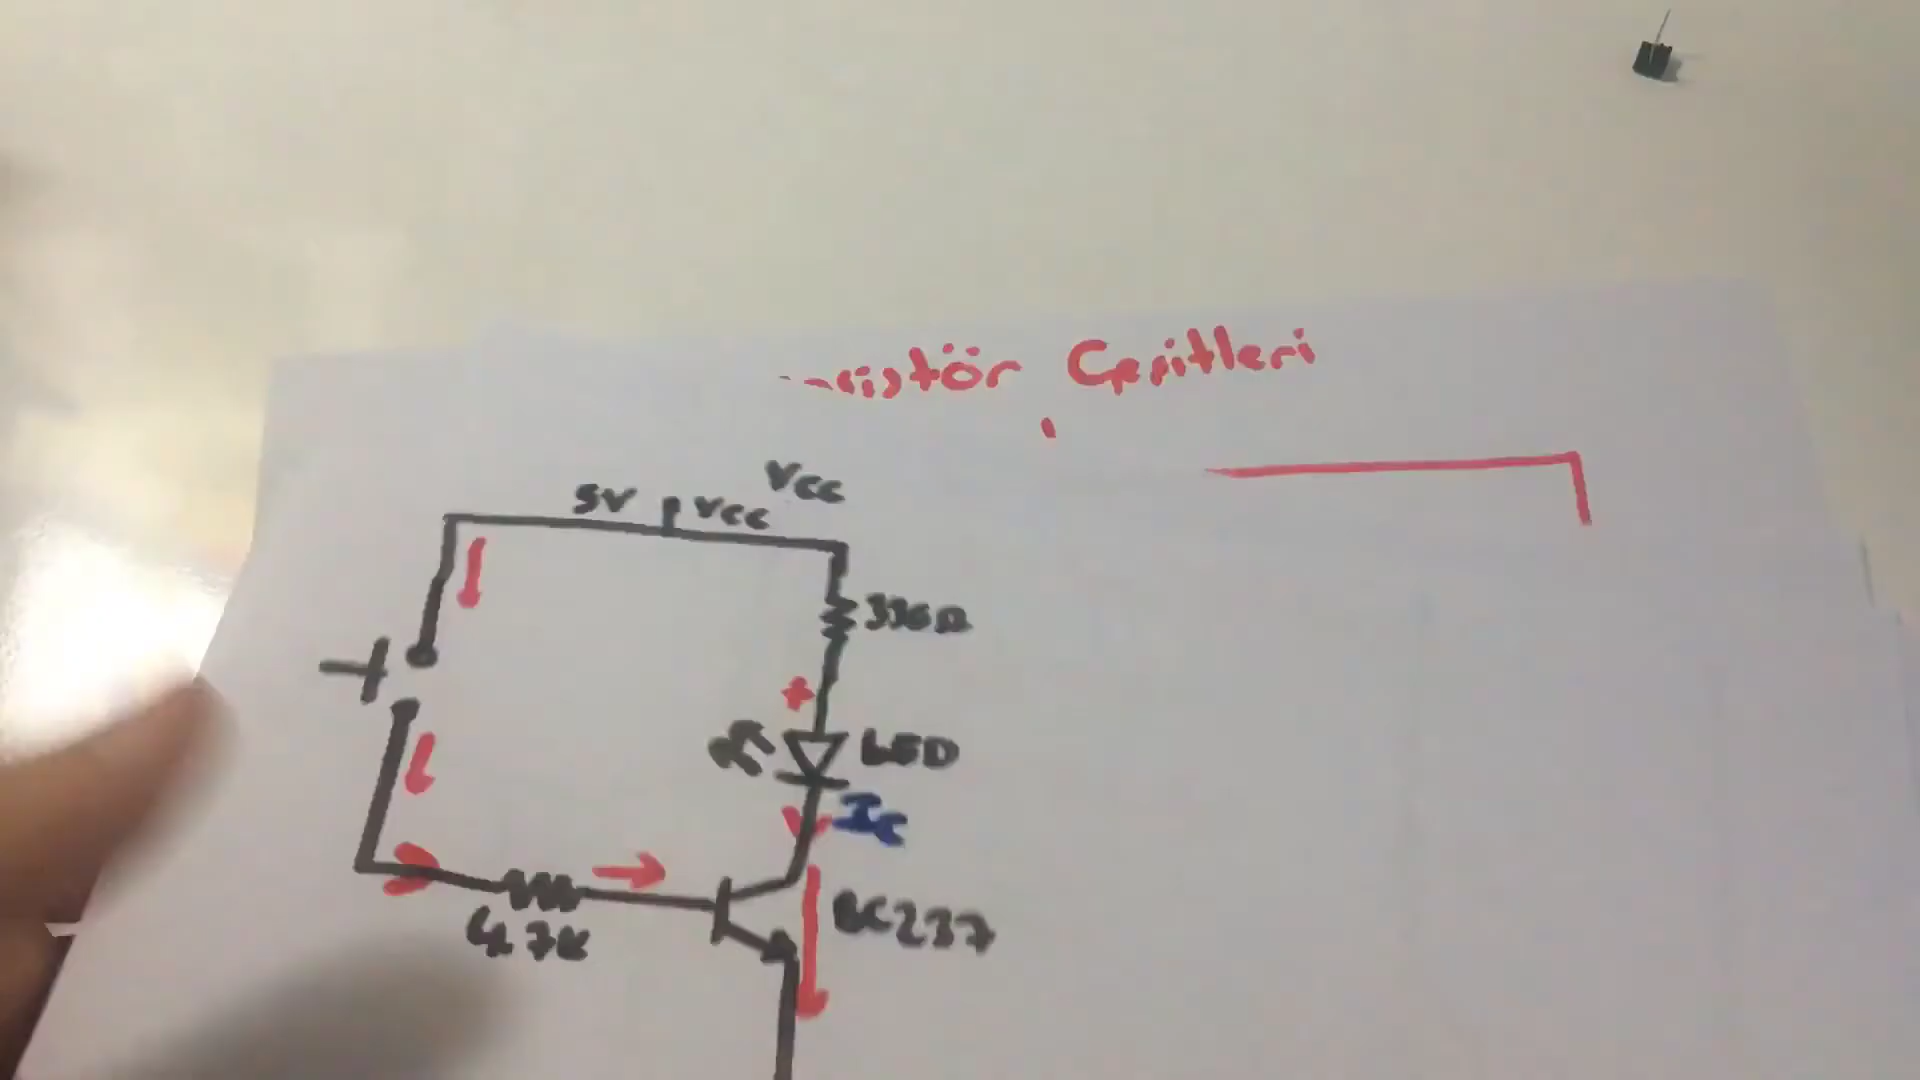 Çeşitleri
Vcc
5V Vcc
330Ω
LED
Ic
4.7K
BC237